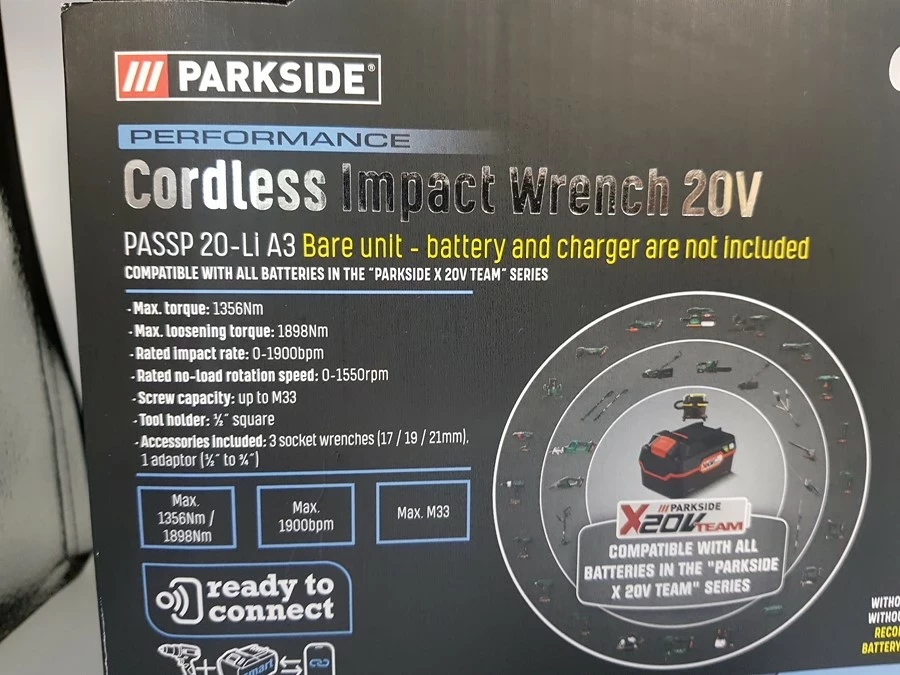 /// PARKSIDE®
PERFORMANCE
Cordless Impact Wrench 20V
PASSP 20-Li A3 Bare unit - battery and charger are not included
COMPATIBLE WITH ALL BATTERIES IN THE "PARKSIDE X 20V TEAM" SERIES
- Max. torque: 1356Nm
- Max. loosening torque: 1898Nm
- Rated impact rate: 0-1900bpm
- Rated no-load rotation speed: 0-1550rpm
- Screw capacity: up to M33
- Tool holder: ½" square
- Accessories included: 3 socket wrenches (17 / 19 / 21mm),
1 adaptor (½" to ¾")
Max.
1356Nm /
1898Nm
Max.
1900bpm
Max. M33
ready to
connect
smart
/// PARKSIDE
X20V TEAM
COMPATIBLE WITH ALL
BATTERIES IN THE "PARKSIDE
X 20V TEAM" SERIES
WITHO
WITHOU
RECO
BATTERY